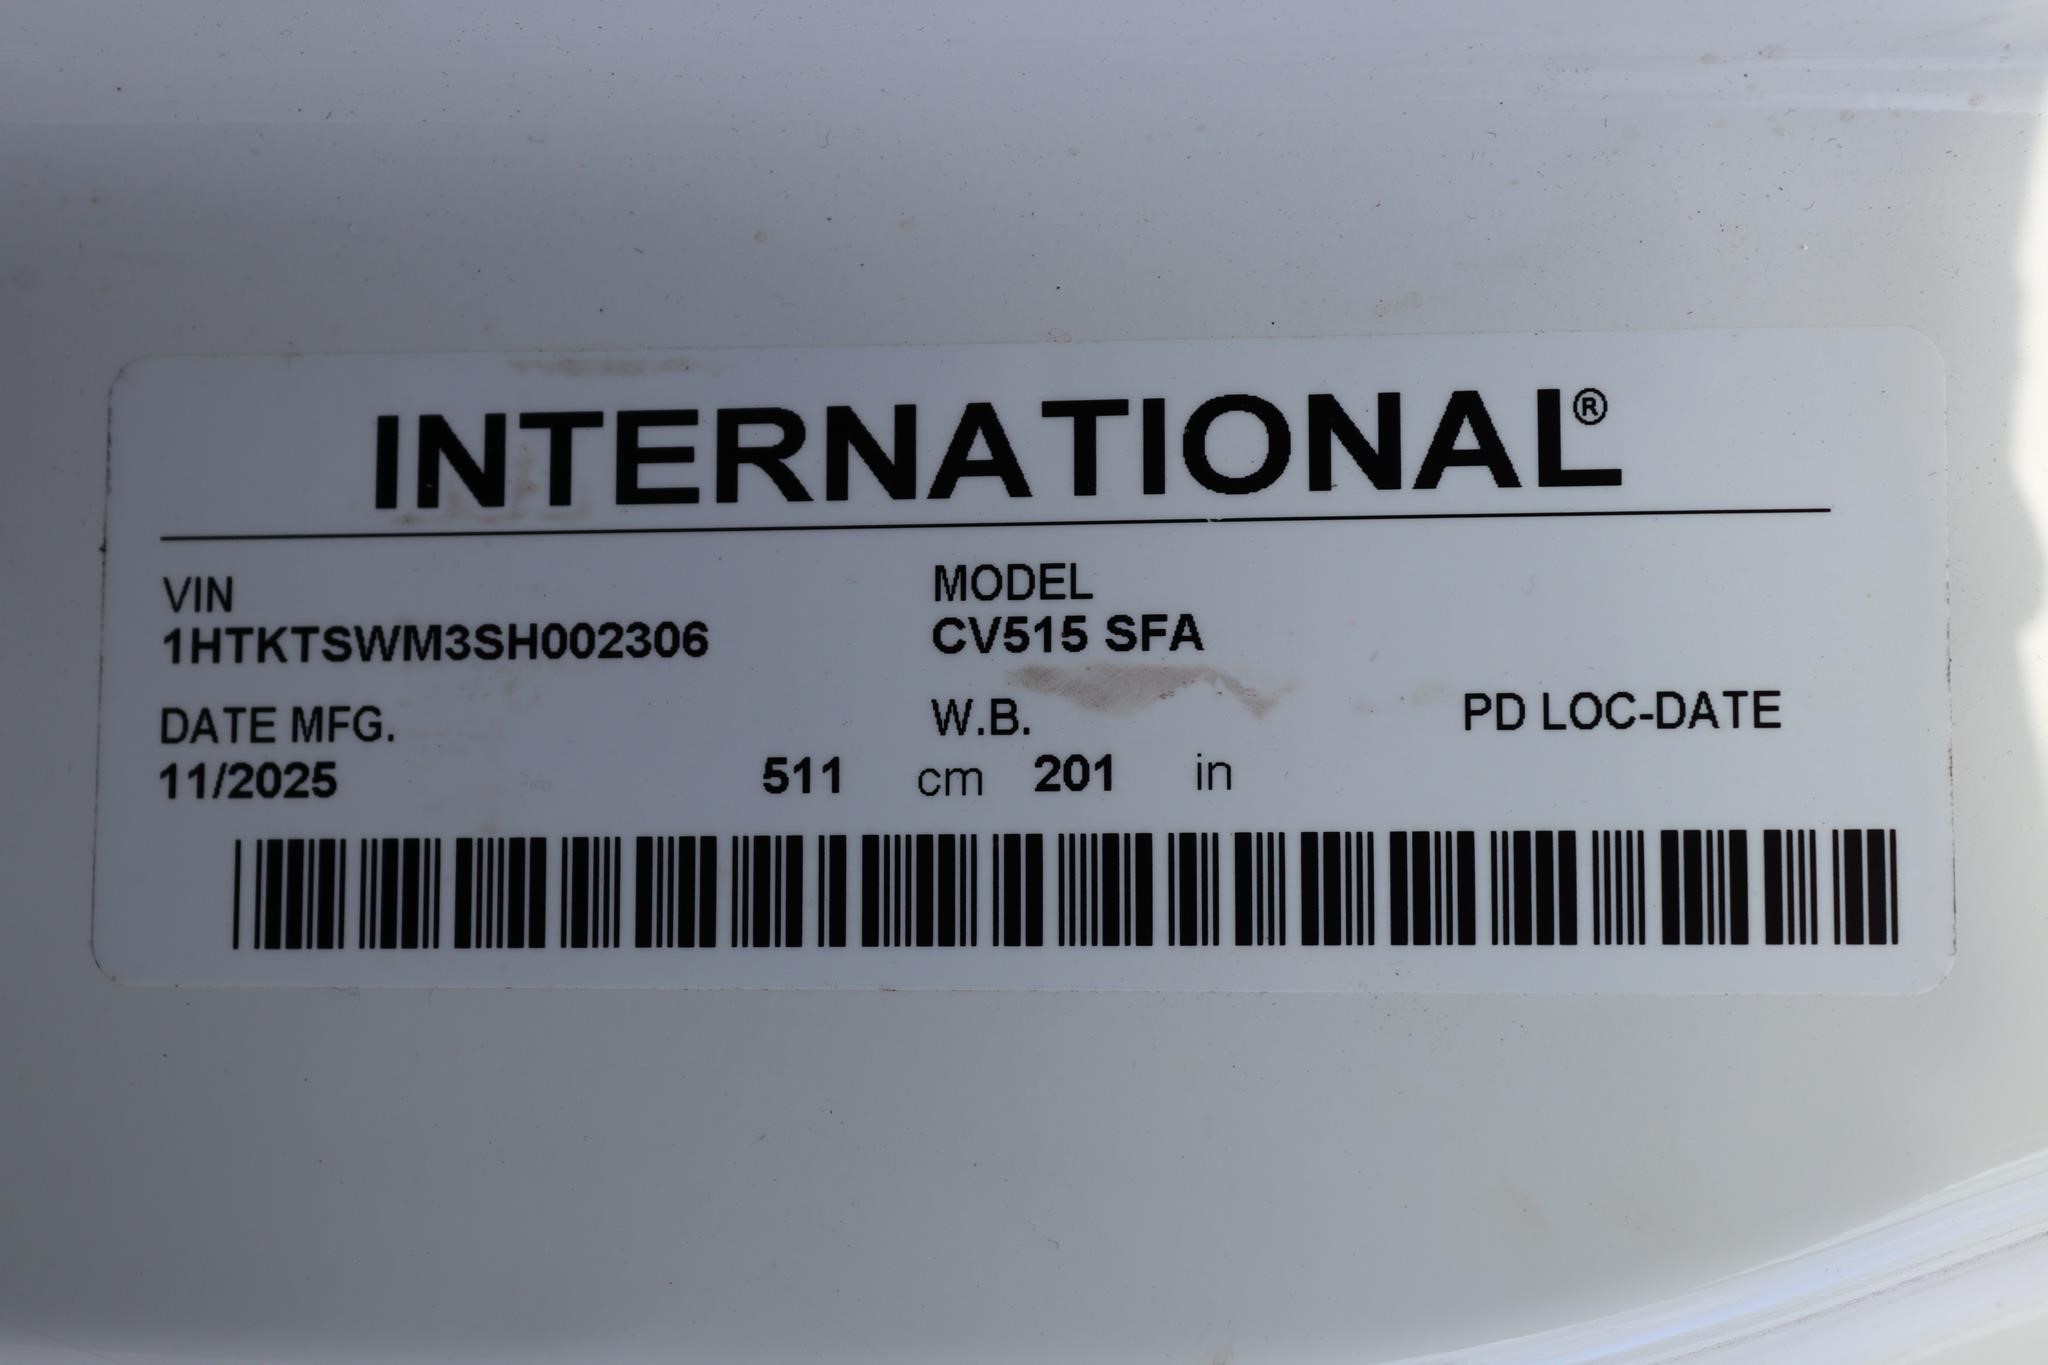 INTERNATIONAL®
VIN MODEL
1HTKTSWM3SH002306 CV515 SFA
DATE MFG. W.B. PD LOC-DATE
11/2025 511 cm 201 in